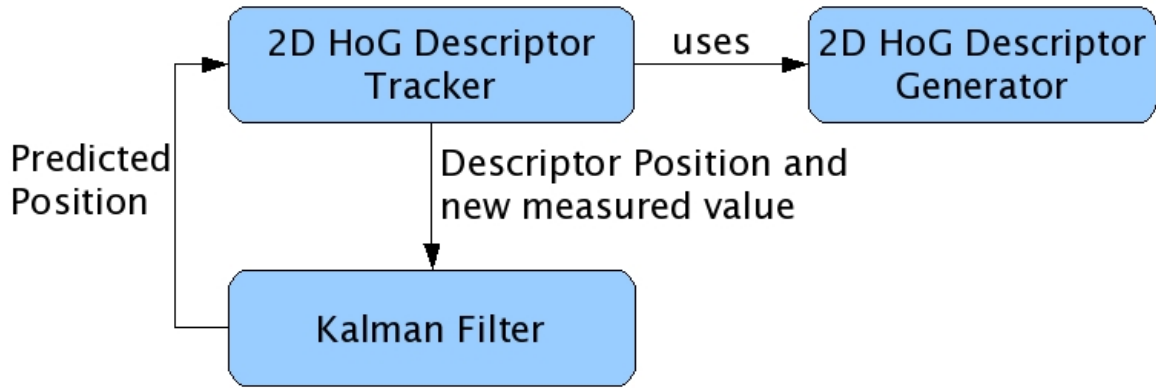 2D HoG Descriptor
Tracker
uses
2D HoG Descriptor
Generator
Predicted
Position
Descriptor Position and
new measured value
Kalman Filter